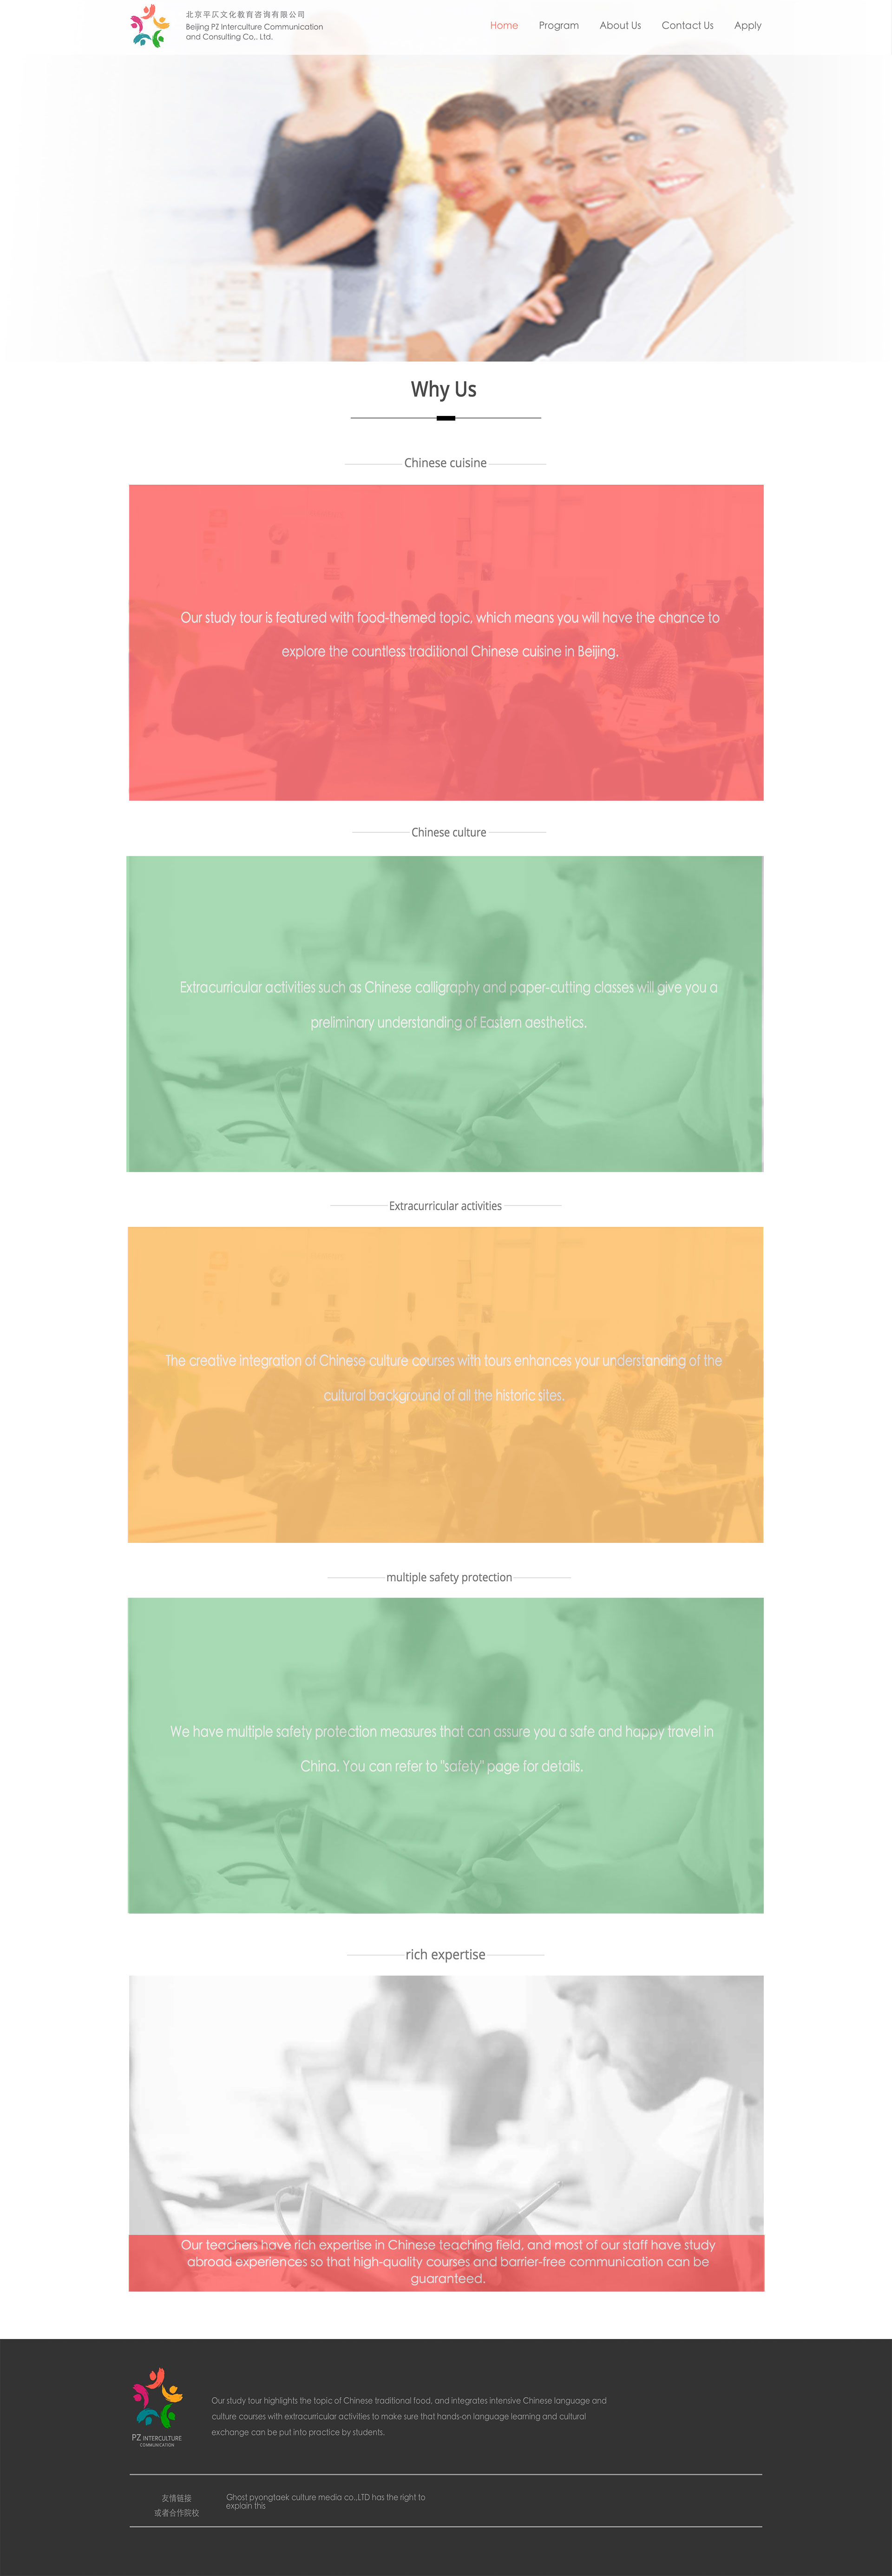 北京平仄文化教育咨询有限公司
Beijing PZ Interculture Communication
and Consulting Co., Ltd.
Home Program About Us Contact Us Apply
Why Us
Chinese cuisine
Our study tour is featured with food-themed topic, which means you will have the chance to
explore the countless traditional Chinese cuisine in Beijing.
Chinese culture
Extracurricular activities such as Chinese calligraphy and paper-cutting classes will give you a
preliminary understanding of Eastern aesthetics.
Extracurricular activities
The creative integration of Chinese culture courses with tours enhances your understanding of the
cultural background of all the historic sites.
multiple safety protection
We have multiple safety protection measures that can assure you a safe and happy travel in
China. You can refer to "safety" page for details.
rich expertise
Our teachers have rich expertise in Chinese teaching field, and most of our staff have study
abroad experiences so that high-quality courses and barrier-free communication can be
guaranteed.
PZ INTERCULTURE
COMMUNICATION
Our study tour highlights the topic of Chinese traditional food, and integrates intensive Chinese language and
culture courses with extracurricular activities to make sure that hands-on language learning and cultural
exchange can be put into practice by students.
友情链接
或者合作院校
Ghost pyongtaek culture media co.,LTD has the right to
explain this